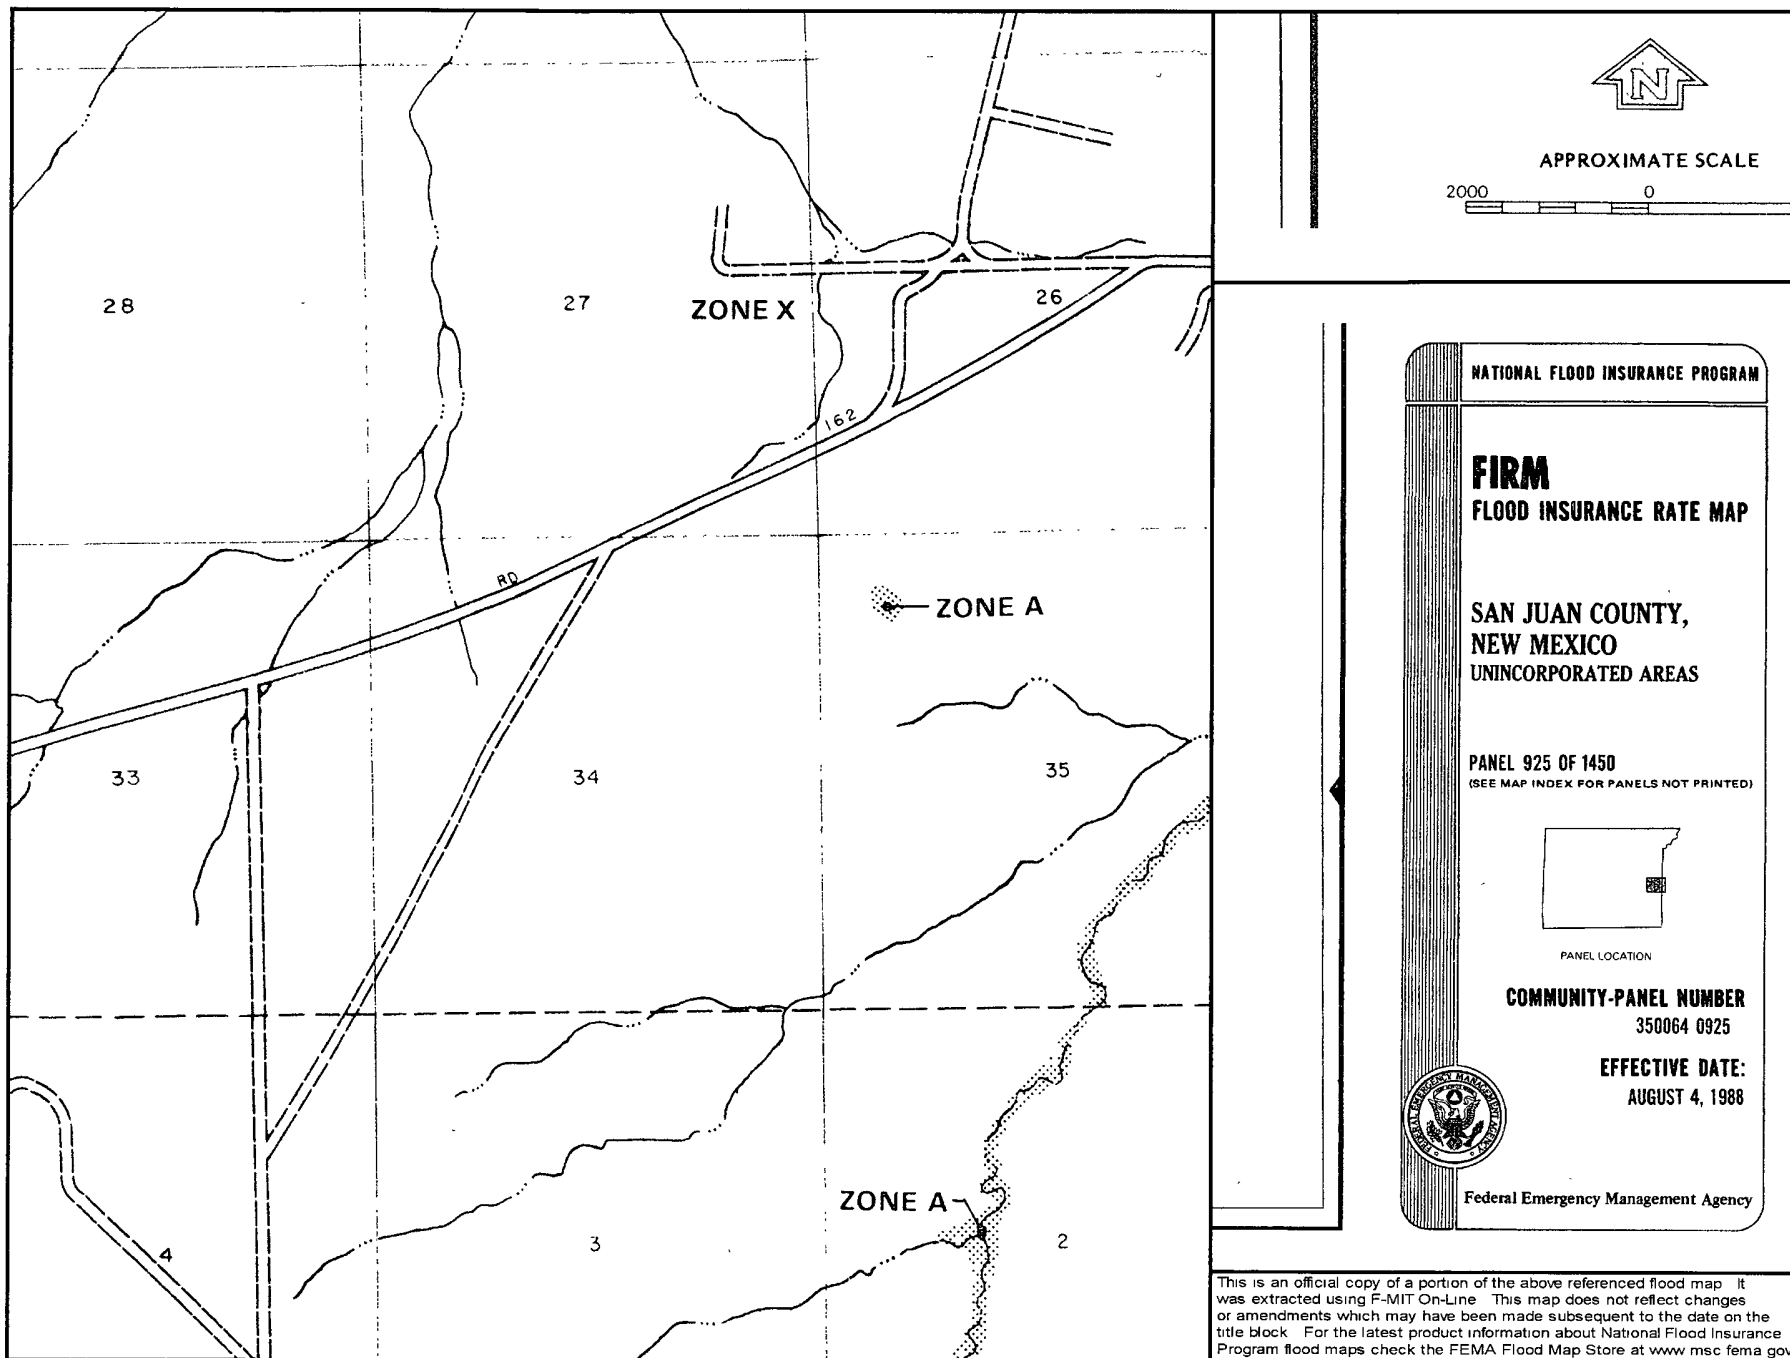 N
APPROXIMATE SCALE
2000 0
28
27
ZONE X
26
162
RD
ZONE A
33
34
35
ZONE A
4
3
2
NATIONAL FLOOD INSURANCE PROGRAM
FIRM
FLOOD INSURANCE RATE MAP
SAN JUAN COUNTY,
NEW MEXICO
UNINCORPORATED AREAS
PANEL 925 OF 1450
(SEE MAP INDEX FOR PANELS NOT PRINTED)
PANEL LOCATION
COMMUNITY-PANEL NUMBER
350064 0925
EFFECTIVE DATE:
AUGUST 4, 1988
FEDERAL EMERGENCY MANAGEMENT AGENCY
Federal Emergency Management Agency
This is an official copy of a portion of the above referenced flood map It
was extracted using F-MIT On-Line This map does not reflect changes
or amendments which may have been made subsequent to the date on the
title block For the latest product information about National Flood Insurance
Program flood maps check the FEMA Flood Map Store at www msc fema gov